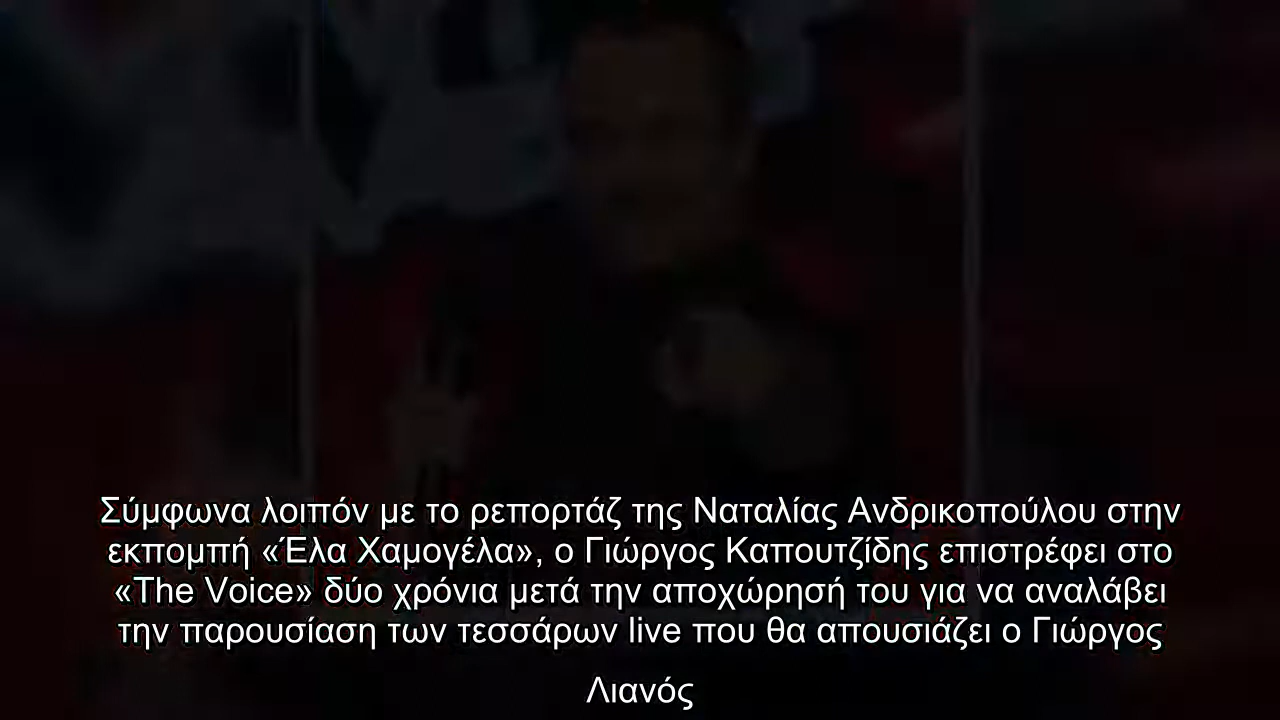 Σύμφωνα λοιπόν με το ρεπορτάζ της Ναταλίας Ανδρικοπούλου στην
εκπομπή «Έλα Χαμογέλα», ο Γιώργος Καπουτζίδης επιστρέφει στο
«The Voice» δύο χρόνια μετά την αποχώρησή του για να αναλάβει
την παρουσίαση των τεσσάρων live που θα απουσιάζει ο Γιώργος
Λιανός